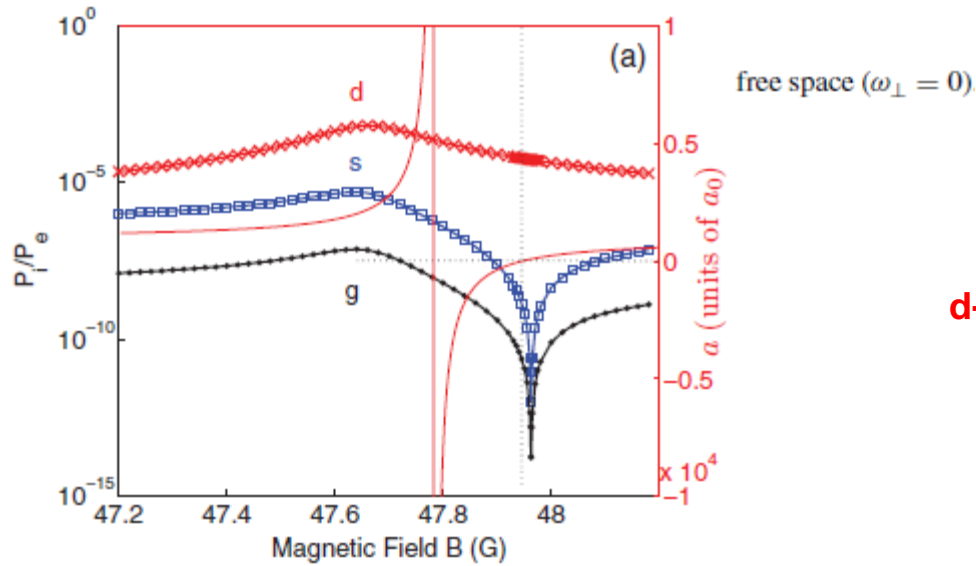 (a)
free space (ω⊥ = 0).
d
s
g
d-
10^0
10^-5
10^-10
10^-15
P_i/P_e
47.2 47.4 47.6 47.8 48
Magnetic Field B (G)
1
0.5
0
-0.5
x 10^4
-1
a (units of a_0)